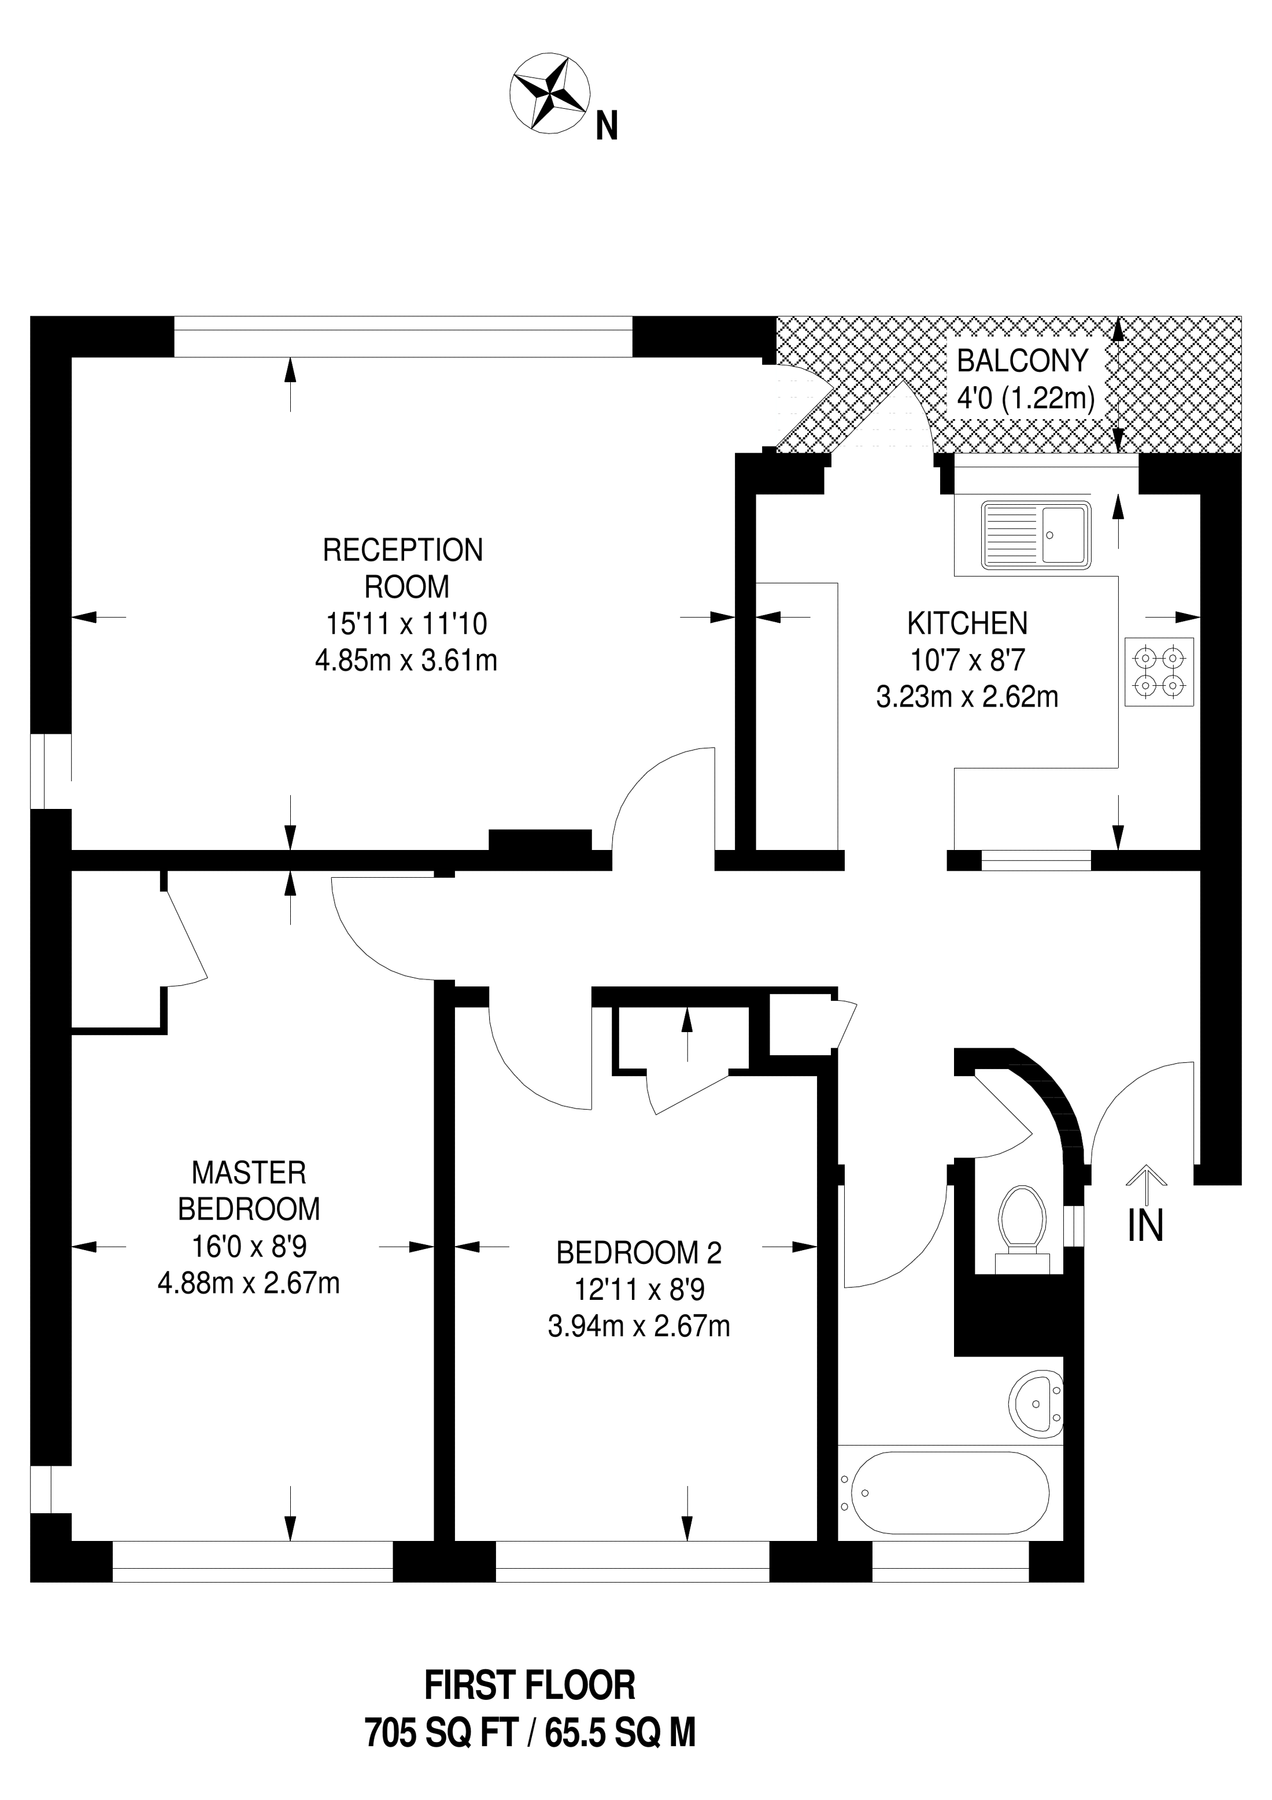 N
BALCONY
4'0 (1.22m)
RECEPTION
ROOM
15'11 x 11'10
4.85m x 3.61m
KITCHEN
10'7 x 8'7
3.23m x 2.62m
MASTER
BEDROOM
16'0 x 8'9
4.88m x 2.67m
BEDROOM 2
12'11 x 8'9
3.94m x 2.67m
IN
FIRST FLOOR
705 SQ FT / 65.5 SQ M